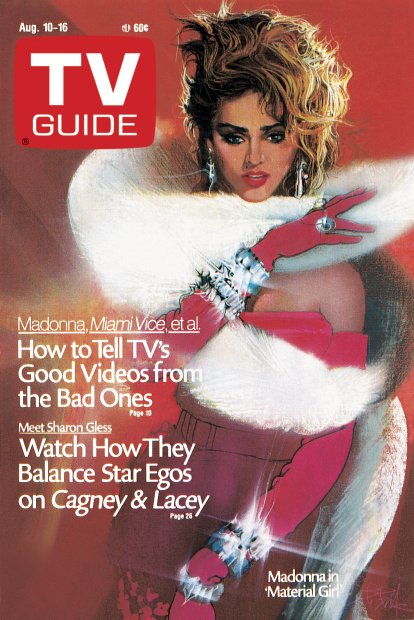 Aug. 10–16
60¢
TV
GUIDE
®
Madonna, Miami Vice, et al.
How to Tell TV's
Good Videos from
the Bad Ones
Page 10
Meet Sharon Gless
Watch How They
Balance Star Egos
on Cagney & Lacey
Page 26
Madonna in
'Material Girl'